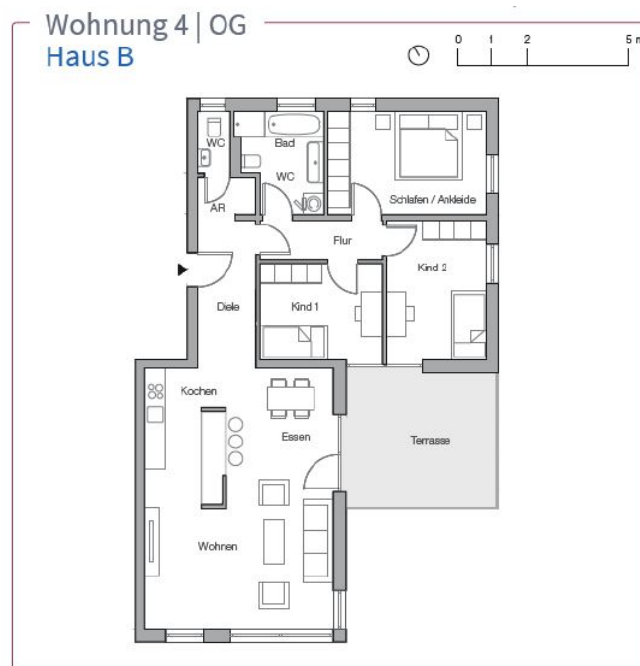 Wohnung 4 | OG
Haus B
0 1 2 5 m
WC
Bad
WC
AR
Schlafen / Ankleide
Flur
Kind 2
Diele
Kind 1
Kochen
Essen
Terrasse
Wohnen